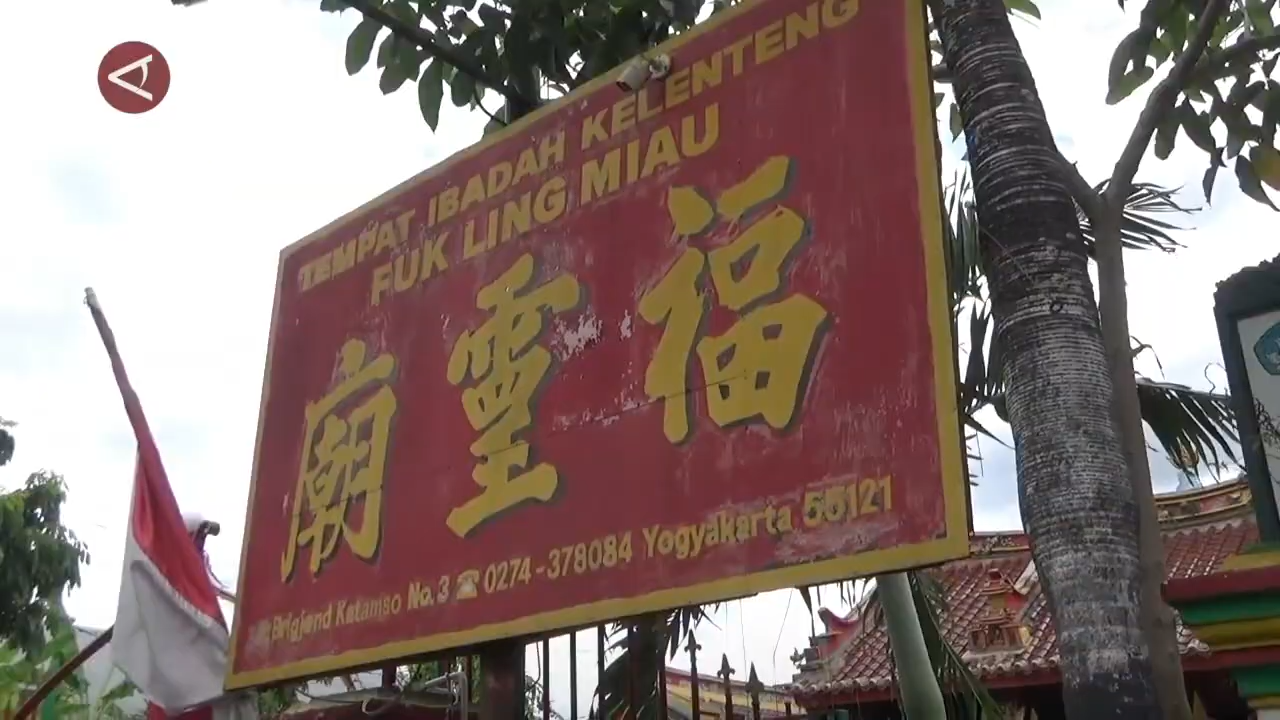 TEMPAT IBADAH KELENTENG
FUK LING MIAU
廟靈福
Brigjend Katamso No. 3 ☎ 0274-378084 Yogyakarta 55121